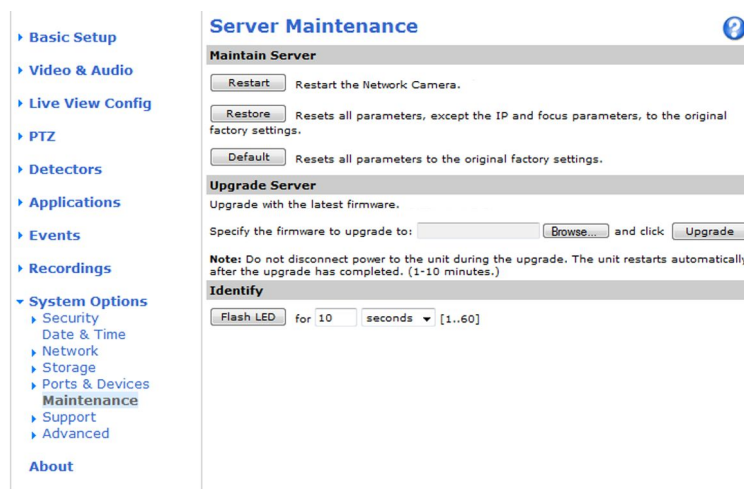 Basic Setup
Video & Audio
Live View Config
PTZ
Detectors
Applications
Events
Recordings
System Options
Security
Date & Time
Network
Storage
Ports & Devices
Maintenance
Support
Advanced
About
Server Maintenance
?
Maintain Server
Restart Restart the Network Camera.
Restore Resets all parameters, except the IP and focus parameters, to the original
factory settings.
Default Resets all parameters to the original factory settings.
Upgrade Server
Upgrade with the latest firmware.
Specify the firmware to upgrade to: Browse... and click Upgrade
Note: Do not disconnect power to the unit during the upgrade. The unit restarts automatically
after the upgrade has completed. (1-10 minutes.)
Identify
Flash LED for 10 seconds [1..60]